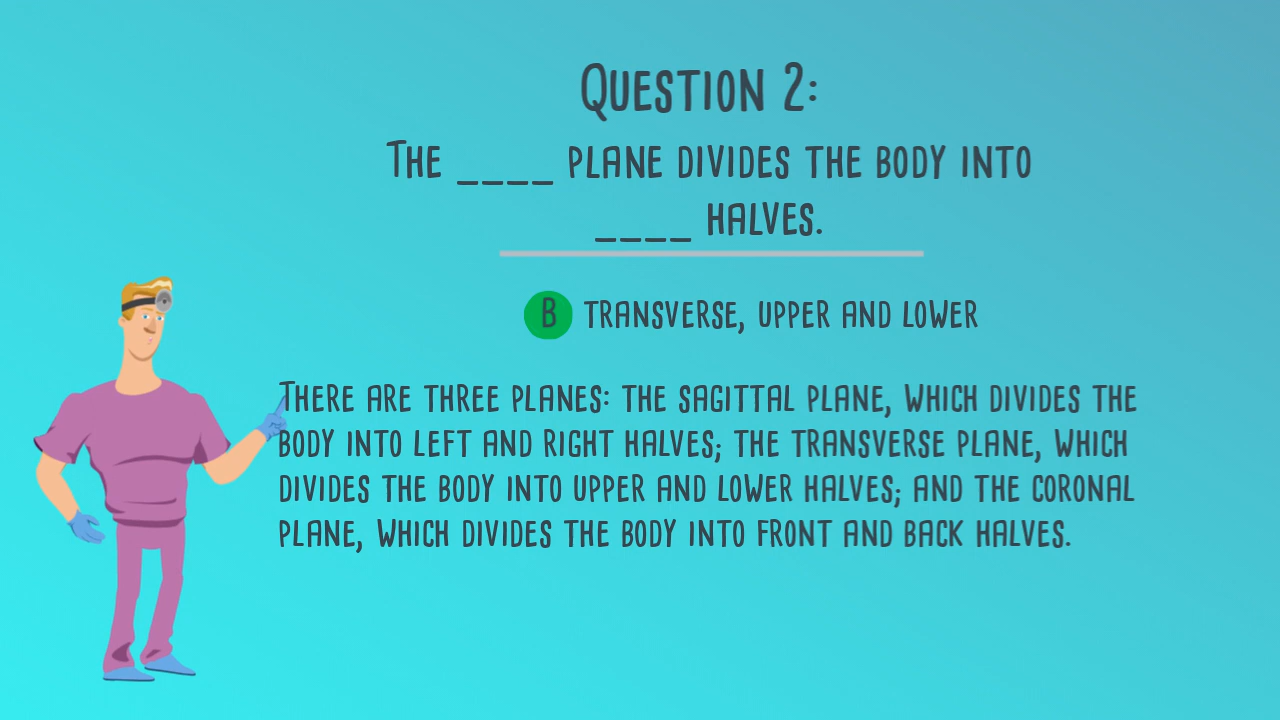 Question 2:
The ____ plane divides the body into
____ halves.
B transverse, upper and lower
There are three planes: the sagittal plane, which divides the
body into left and right halves; the transverse plane, which
divides the body into upper and lower halves; and the coronal
plane, which divides the body into front and back halves.